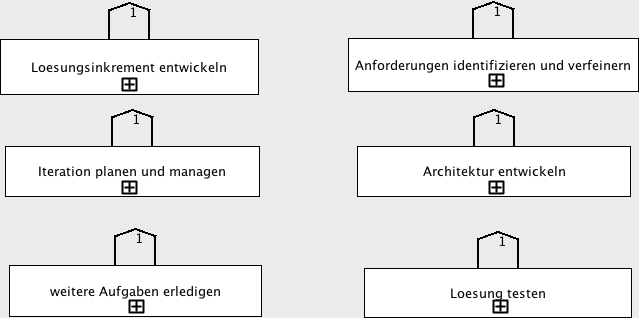 1
Loesungsinkrement entwickeln
1
Anforderungen identifizieren und verfeinern
1
Iteration planen und managen
1
Architektur entwickeln
1
weitere Aufgaben erledigen
1
Loesung testen